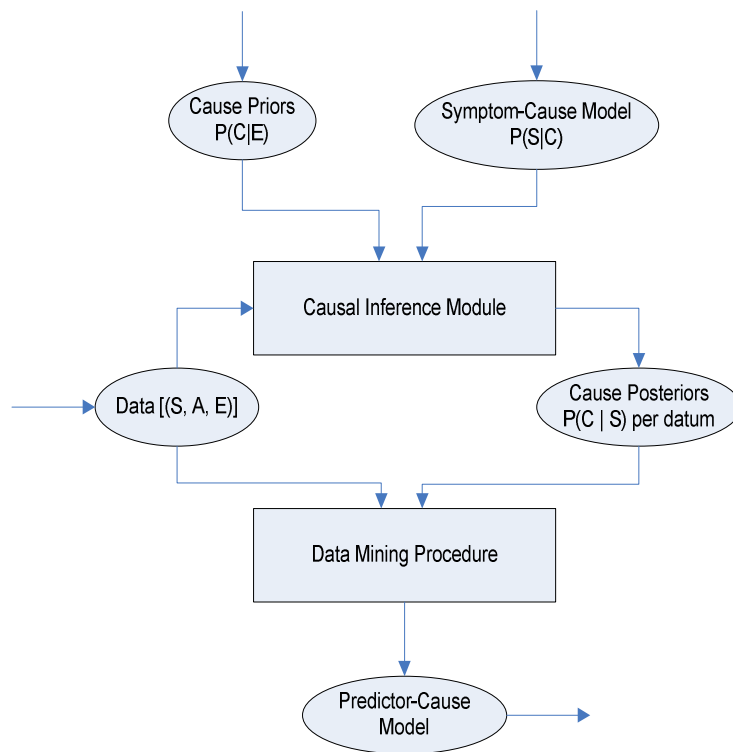 Cause Priors
P(C|E)
Symptom-Cause Model
P(S|C)
Causal Inference Module
Data [(S, A, E)]
Cause Posteriors
P(C | S) per datum
Data Mining Procedure
Predictor-Cause
Model